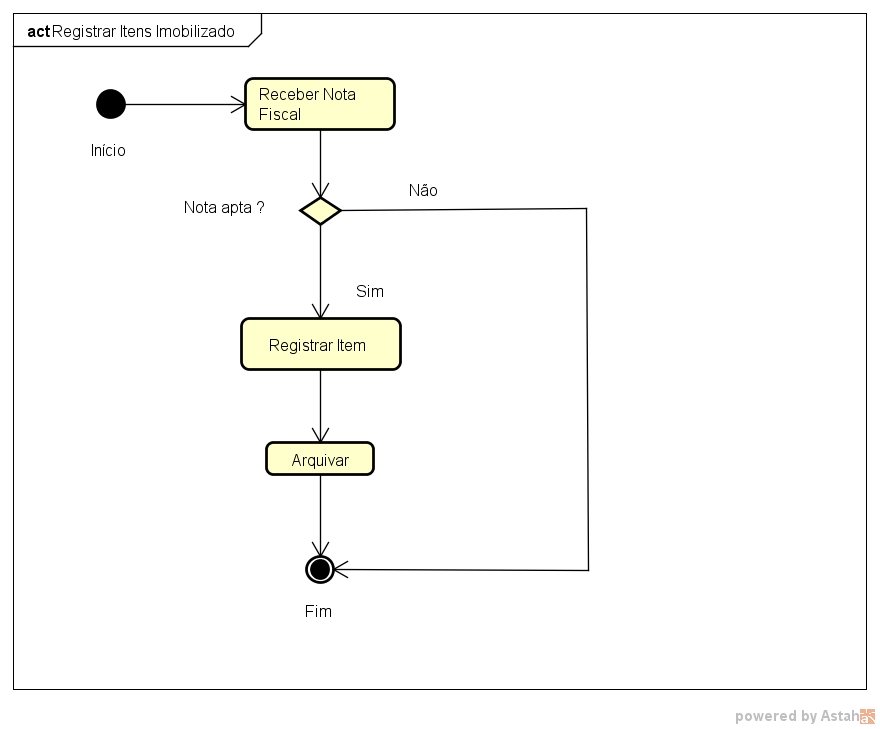 act Registrar Itens Imobilizado
Receber Nota
Fiscal
Início
Não
Nota apta ?
Sim
Registrar Item
Arquivar
Fim
powered by Astah